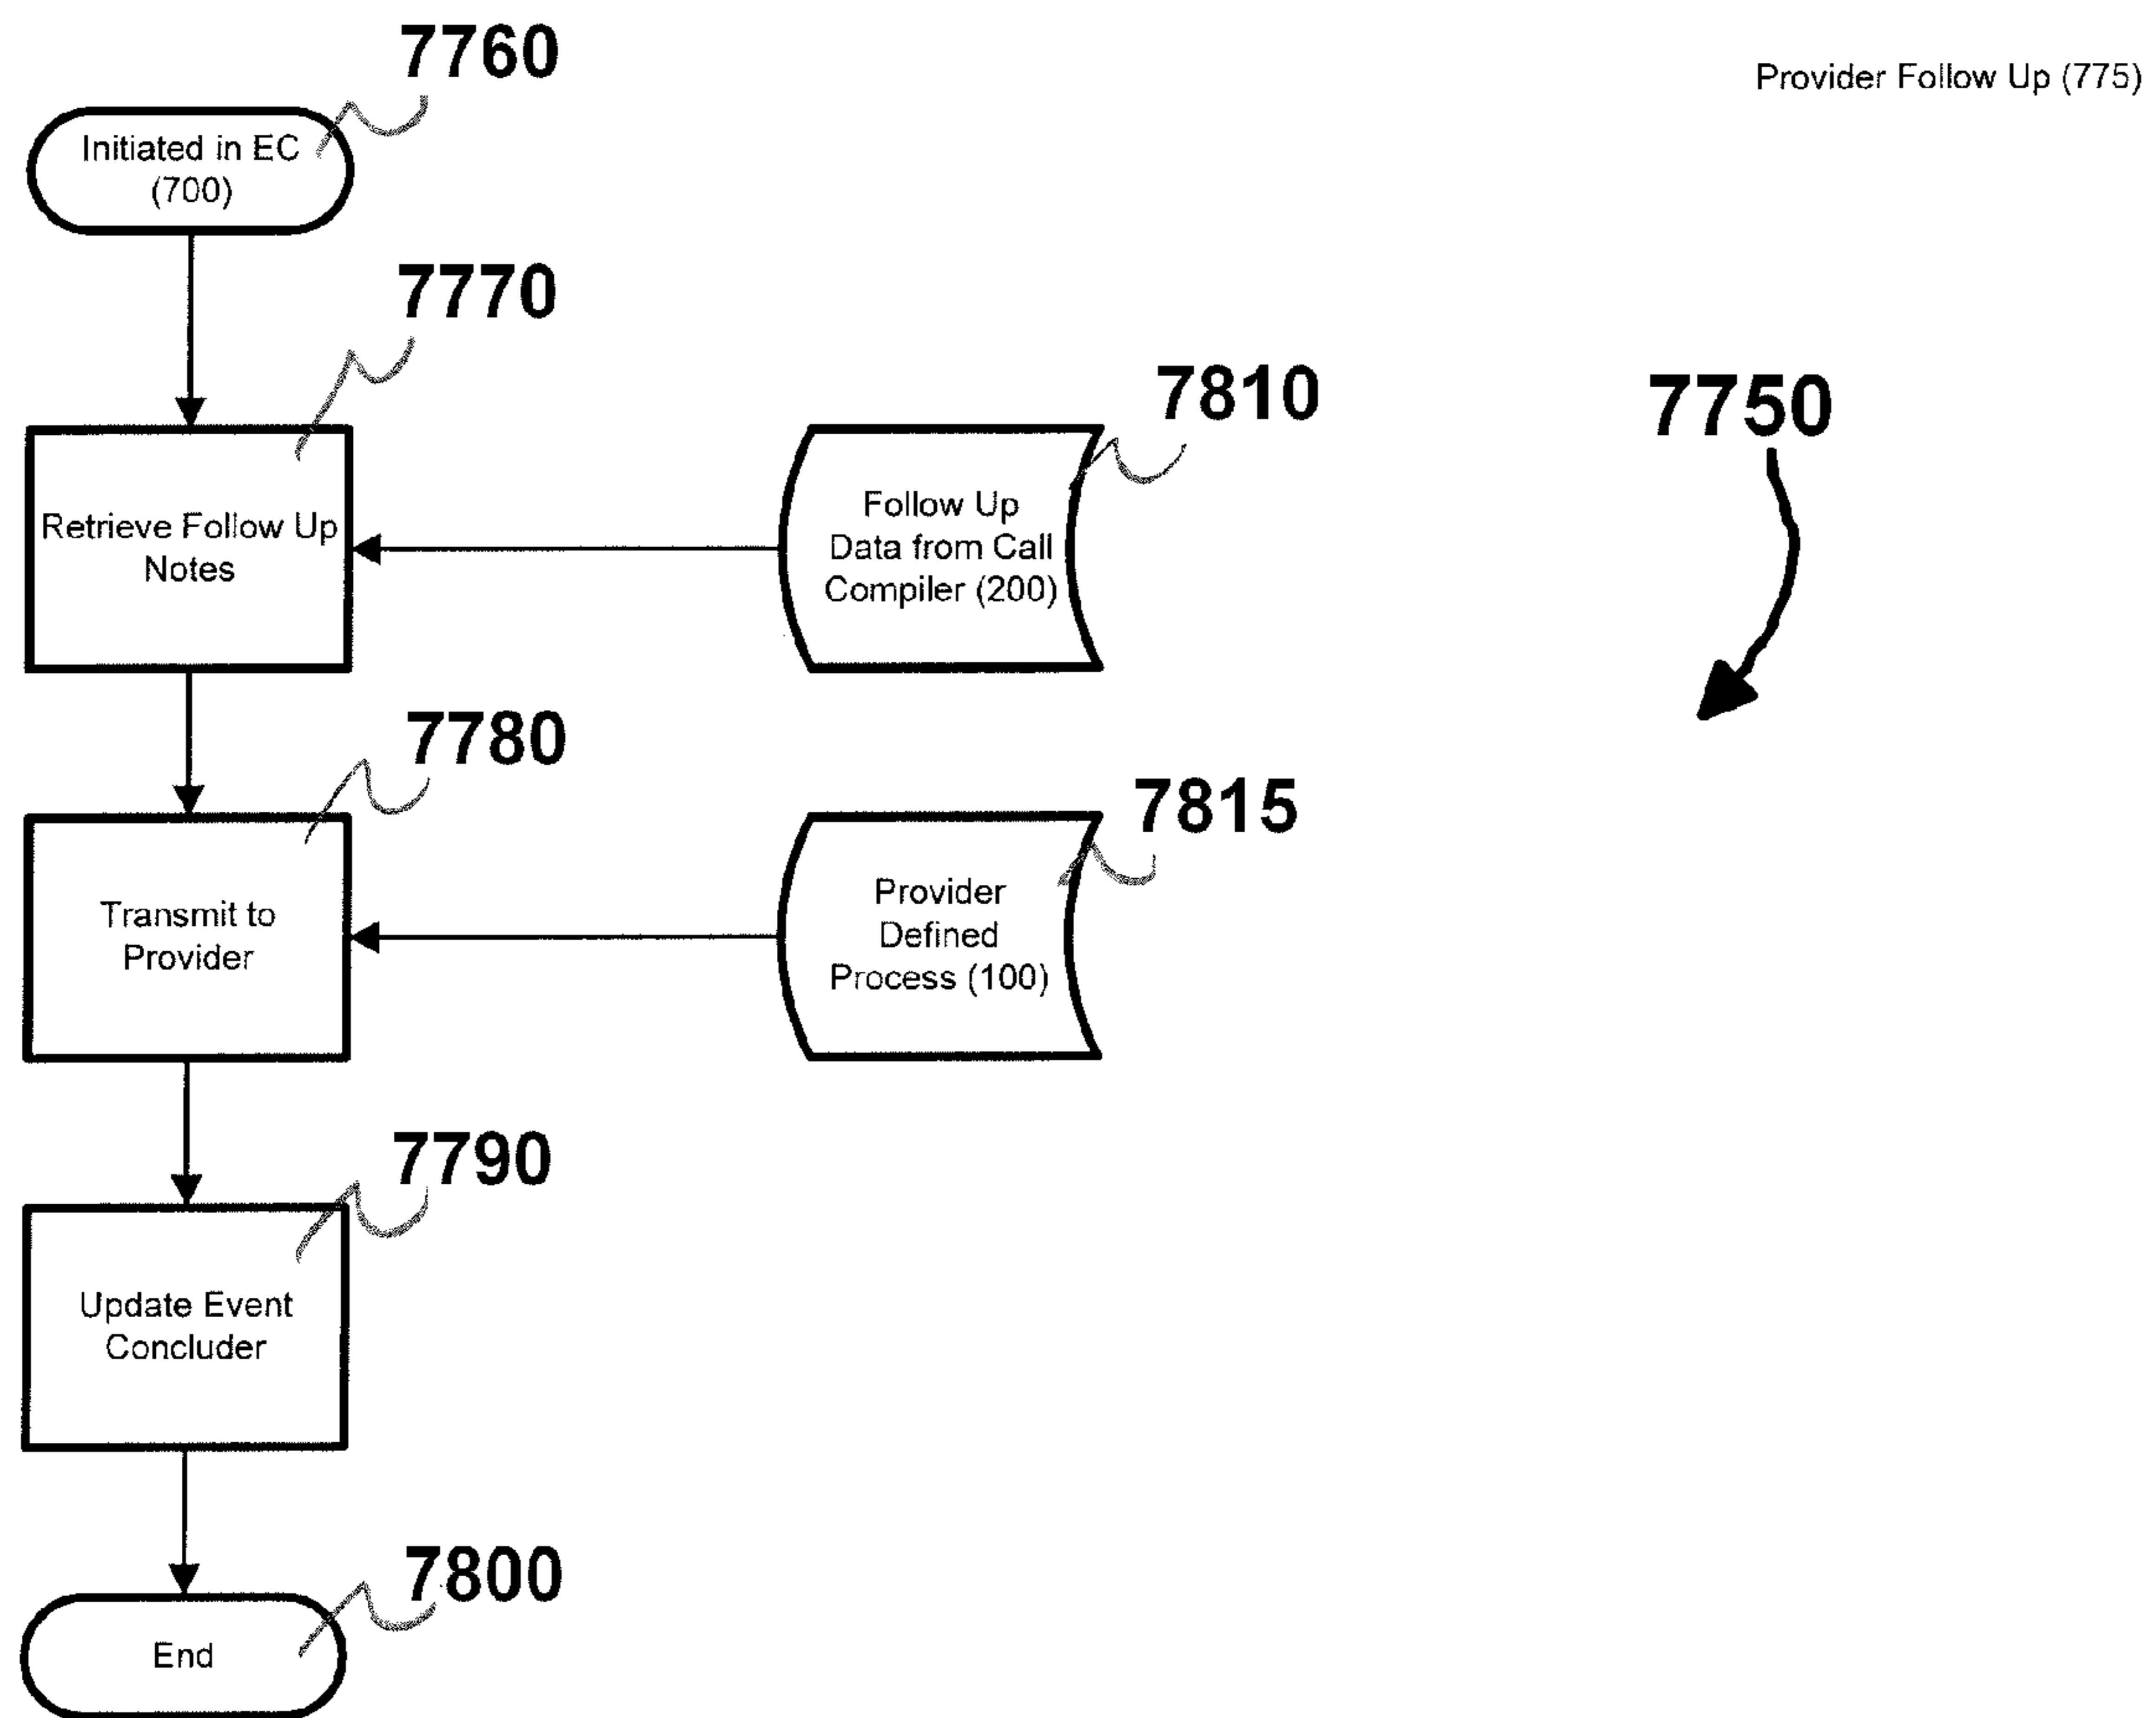 7760
Provider Follow Up (775)
Initiated in EC
(700)
7770
7810
7750
Retrieve Follow Up
Notes
Follow Up
Data from Call
Compiler (200)
7780
7815
Transmit to
Provider
Provider
Defined
Process (100)
7790
Update Event
Concluder
7800
End